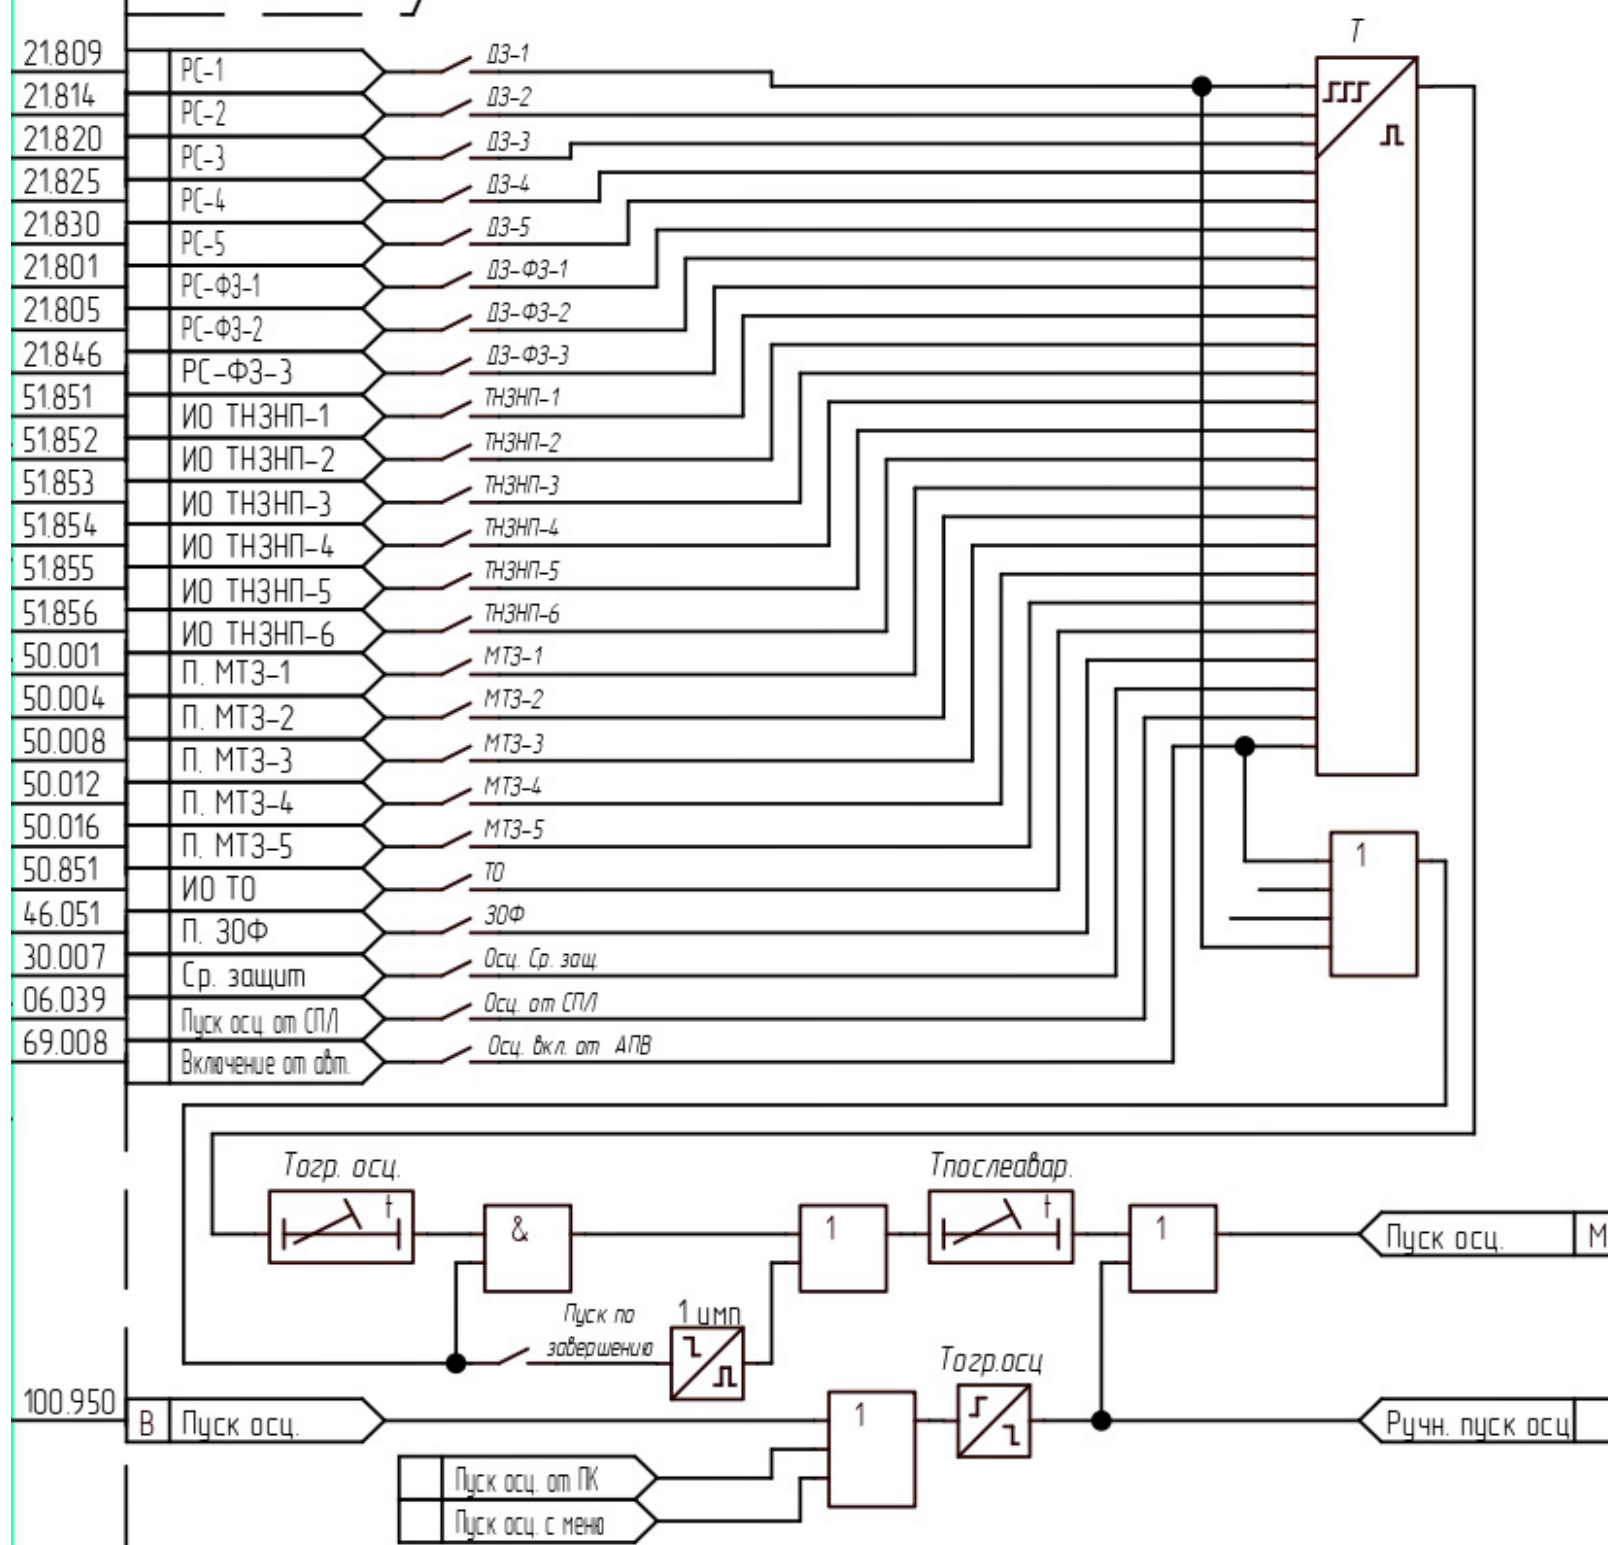 T
21.809 РС-1 ДЗ-1
21.814 РС-2 ДЗ-2
21.820 РС-3 ДЗ-3
21.825 РС-4 ДЗ-4
21.830 РС-5 ДЗ-5
21.801 РС-ФЗ-1 ДЗ-ФЗ-1
21.805 РС-ФЗ-2 ДЗ-ФЗ-2
21.846 РС-ФЗ-3 ДЗ-ФЗ-3
51.851 ИО ТНЗНП-1 ТНЗНП-1
51.852 ИО ТНЗНП-2 ТНЗНП-2
51.853 ИО ТНЗНП-3 ТНЗНП-3
51.854 ИО ТНЗНП-4 ТНЗНП-4
51.855 ИО ТНЗНП-5 ТНЗНП-5
51.856 ИО ТНЗНП-6 ТНЗНП-6
50.001 П. МТЗ-1 МТЗ-1
50.004 П. МТЗ-2 МТЗ-2
50.008 П. МТЗ-3 МТЗ-3
50.012 П. МТЗ-4 МТЗ-4
50.016 П. МТЗ-5 МТЗ-5
1
50.851 ИО ТО ТО
46.051 П. ЗОФ ЗОФ
30.007 Ср. защит Осц. Ср. защ.
06.039 Пуск осц. от СПЛ Осц. от СПЛ
69.008 Включение от авт. Осц. вкл. от АПВ
Тогр. осц. Тпослеавар.
t & 1 t 1 Пуск осц. М
Пуск по
завершению
1 имп
Тогр.осц
100.950 В Пуск осц. 1 Ручн. пуск осц
Пуск осц. от ПК
Пуск осц. с меню